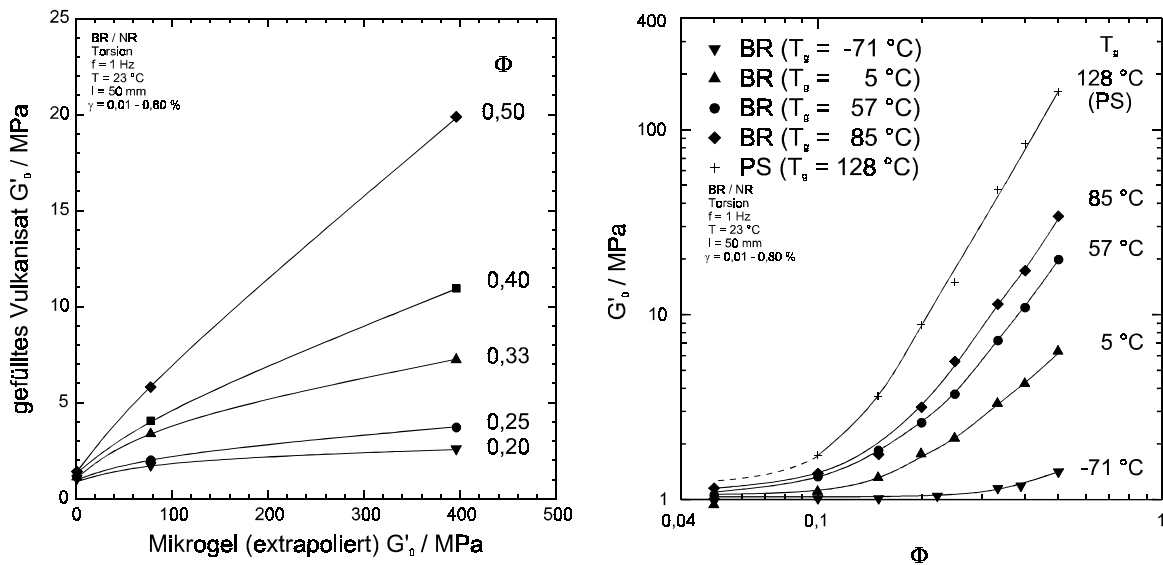 25
20
15
10
5
0
gefülltes Vulkanisat G'₀ / MPa
BR / NR
Torsion
f = 1 Hz
T = 23 °C
l = 50 mm
γ = 0,01 - 0,80 %
Φ
0,50
0,40
0,33
0,25
0,20
0 100 200 300 400 500
Mikrogel (extrapoliert) G'₀ / MPa
400
100
10
1
G'₀ / MPa
BR (Tg = -71 °C)
BR (Tg = 5 °C)
BR (Tg = 57 °C)
BR (Tg = 85 °C)
PS (Tg = 128 °C)
BR / NR
Torsion
f = 1 Hz
T = 23 °C
l = 50 mm
γ = 0,01 - 0,80 %
Tg
128 °C
(PS)
85 °C
57 °C
5 °C
-71 °C
0,04 0,1 1
Φ